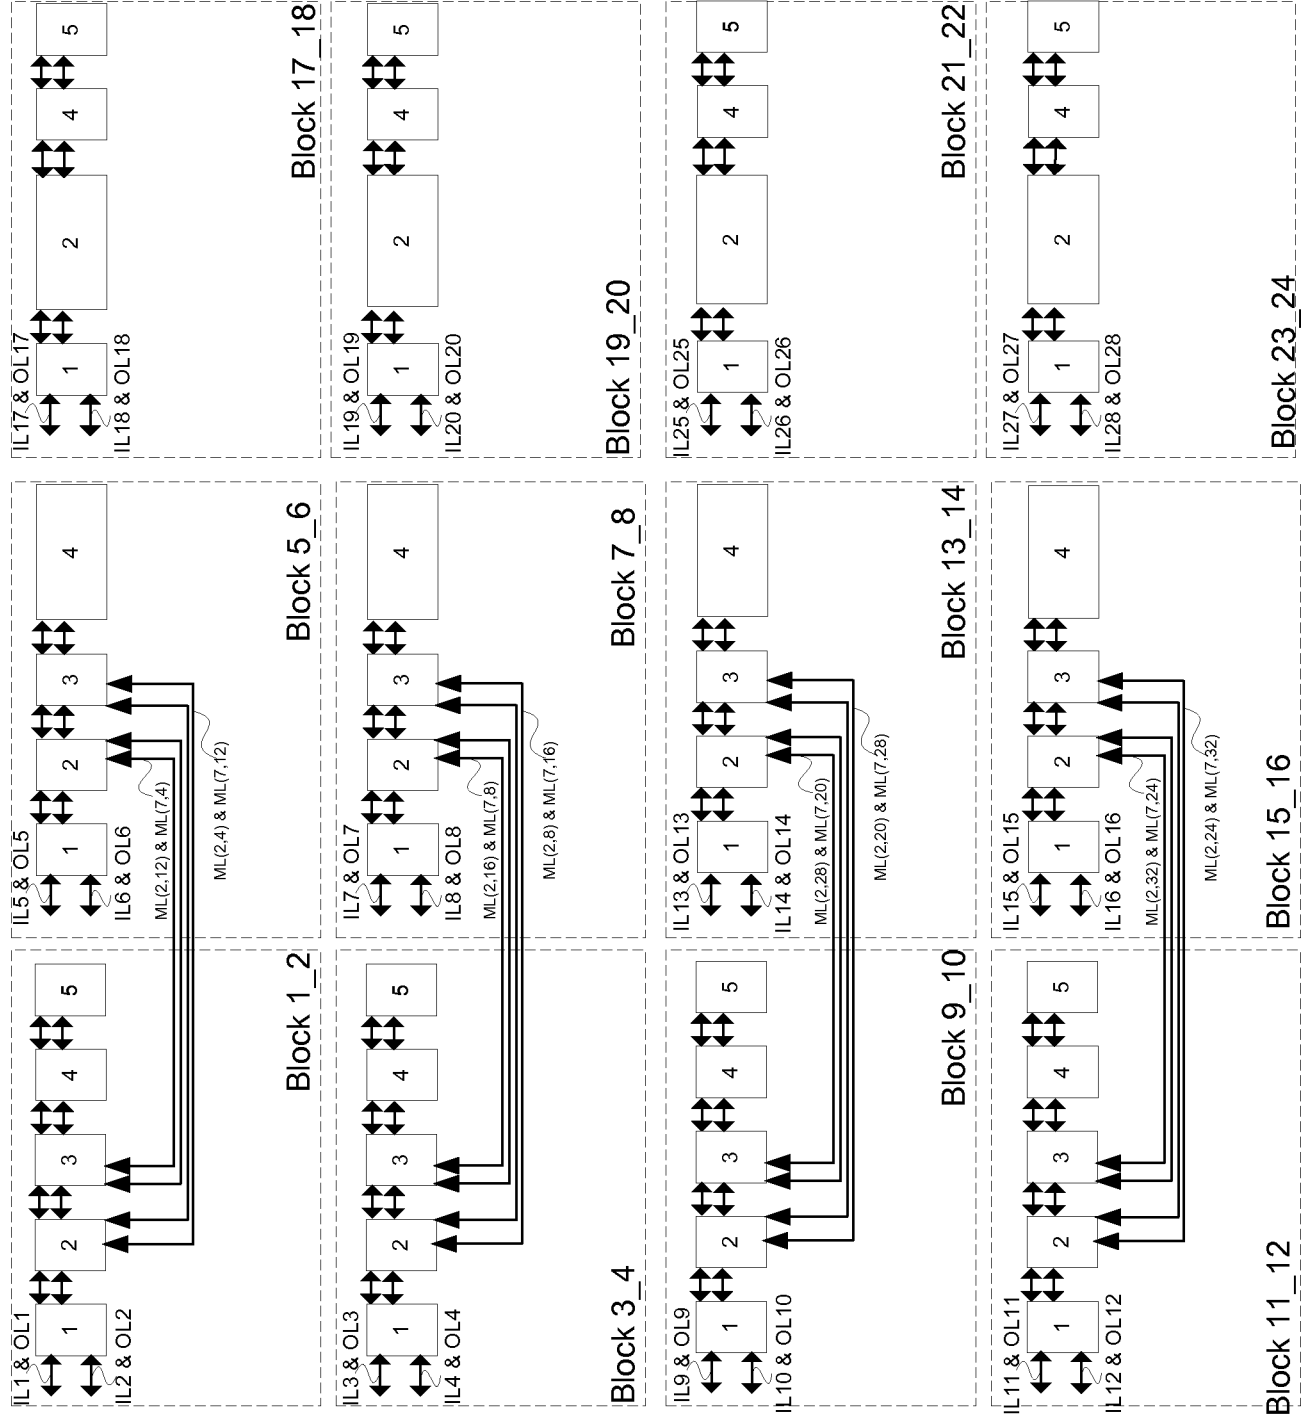 IL17 & OL17
IL18 & OL18
1
2
4
5
Block 17_18
IL19 & OL19
IL20 & OL20
1
2
4
5
Block 19_20
IL25 & OL25
IL26 & OL26
1
2
4
5
Block 21_22
IL27 & OL27
IL28 & OL28
1
2
4
5
Block 23_24
IL5 & OL5
IL6 & OL6
1
2
3
4
ML(2,12) & ML(7,4)
ML(2,4) & ML(7,12)
Block 5_6
IL7 & OL7
IL8 & OL8
1
2
3
4
ML(2,16) & ML(7,8)
ML(2,8) & ML(7,16)
Block 7_8
IL13 & OL13
IL14 & OL14
1
2
3
4
ML(2,28) & ML(7,20)
ML(2,20) & ML(7,28)
Block 13_14
IL15 & OL15
IL16 & OL16
1
2
3
4
ML(2,32) & ML(7,24)
ML(2,24) & ML(7,32)
Block 15_16
IL1 & OL1
IL2 & OL2
1
2
3
4
5
Block 1_2
IL3 & OL3
IL4 & OL4
1
2
3
4
5
Block 3_4
IL9 & OL9
IL10 & OL10
1
2
3
4
5
Block 9_10
IL11 & OL11
IL12 & OL12
1
2
3
4
5
Block 11_12